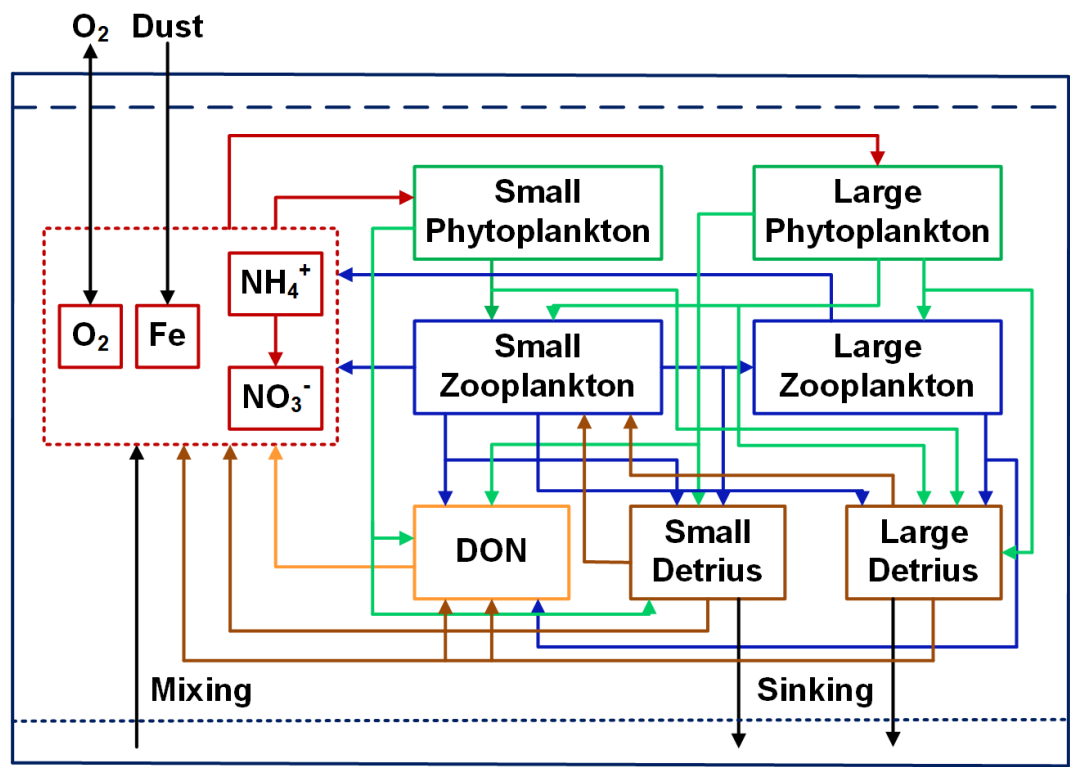 O₂ Dust
Small
Phytoplankton
Large
Phytoplankton
NH₄⁺
O₂
Fe
NO₃⁻
Small
Zooplankton
Large
Zooplankton
DON
Small
Detrius
Large
Detrius
Mixing
Sinking